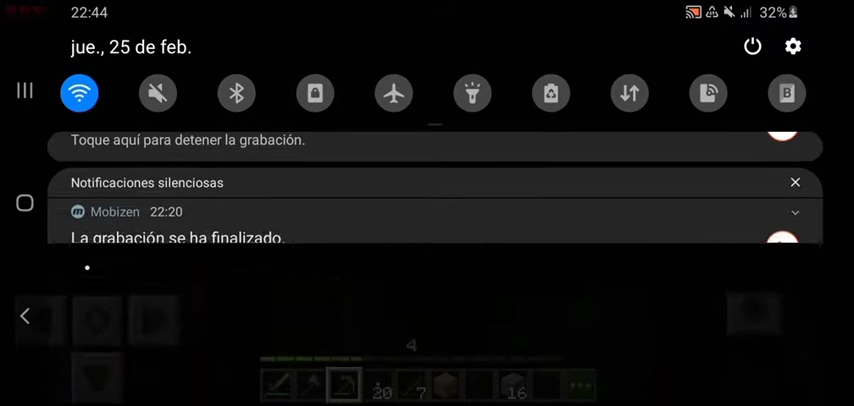 22:44
32%
jue., 25 de feb.
Toque aquí para detener la grabación.
Notificaciones silenciosas
Mobizen 22:20
La grabación se ha finalizado.
4
20 7 16